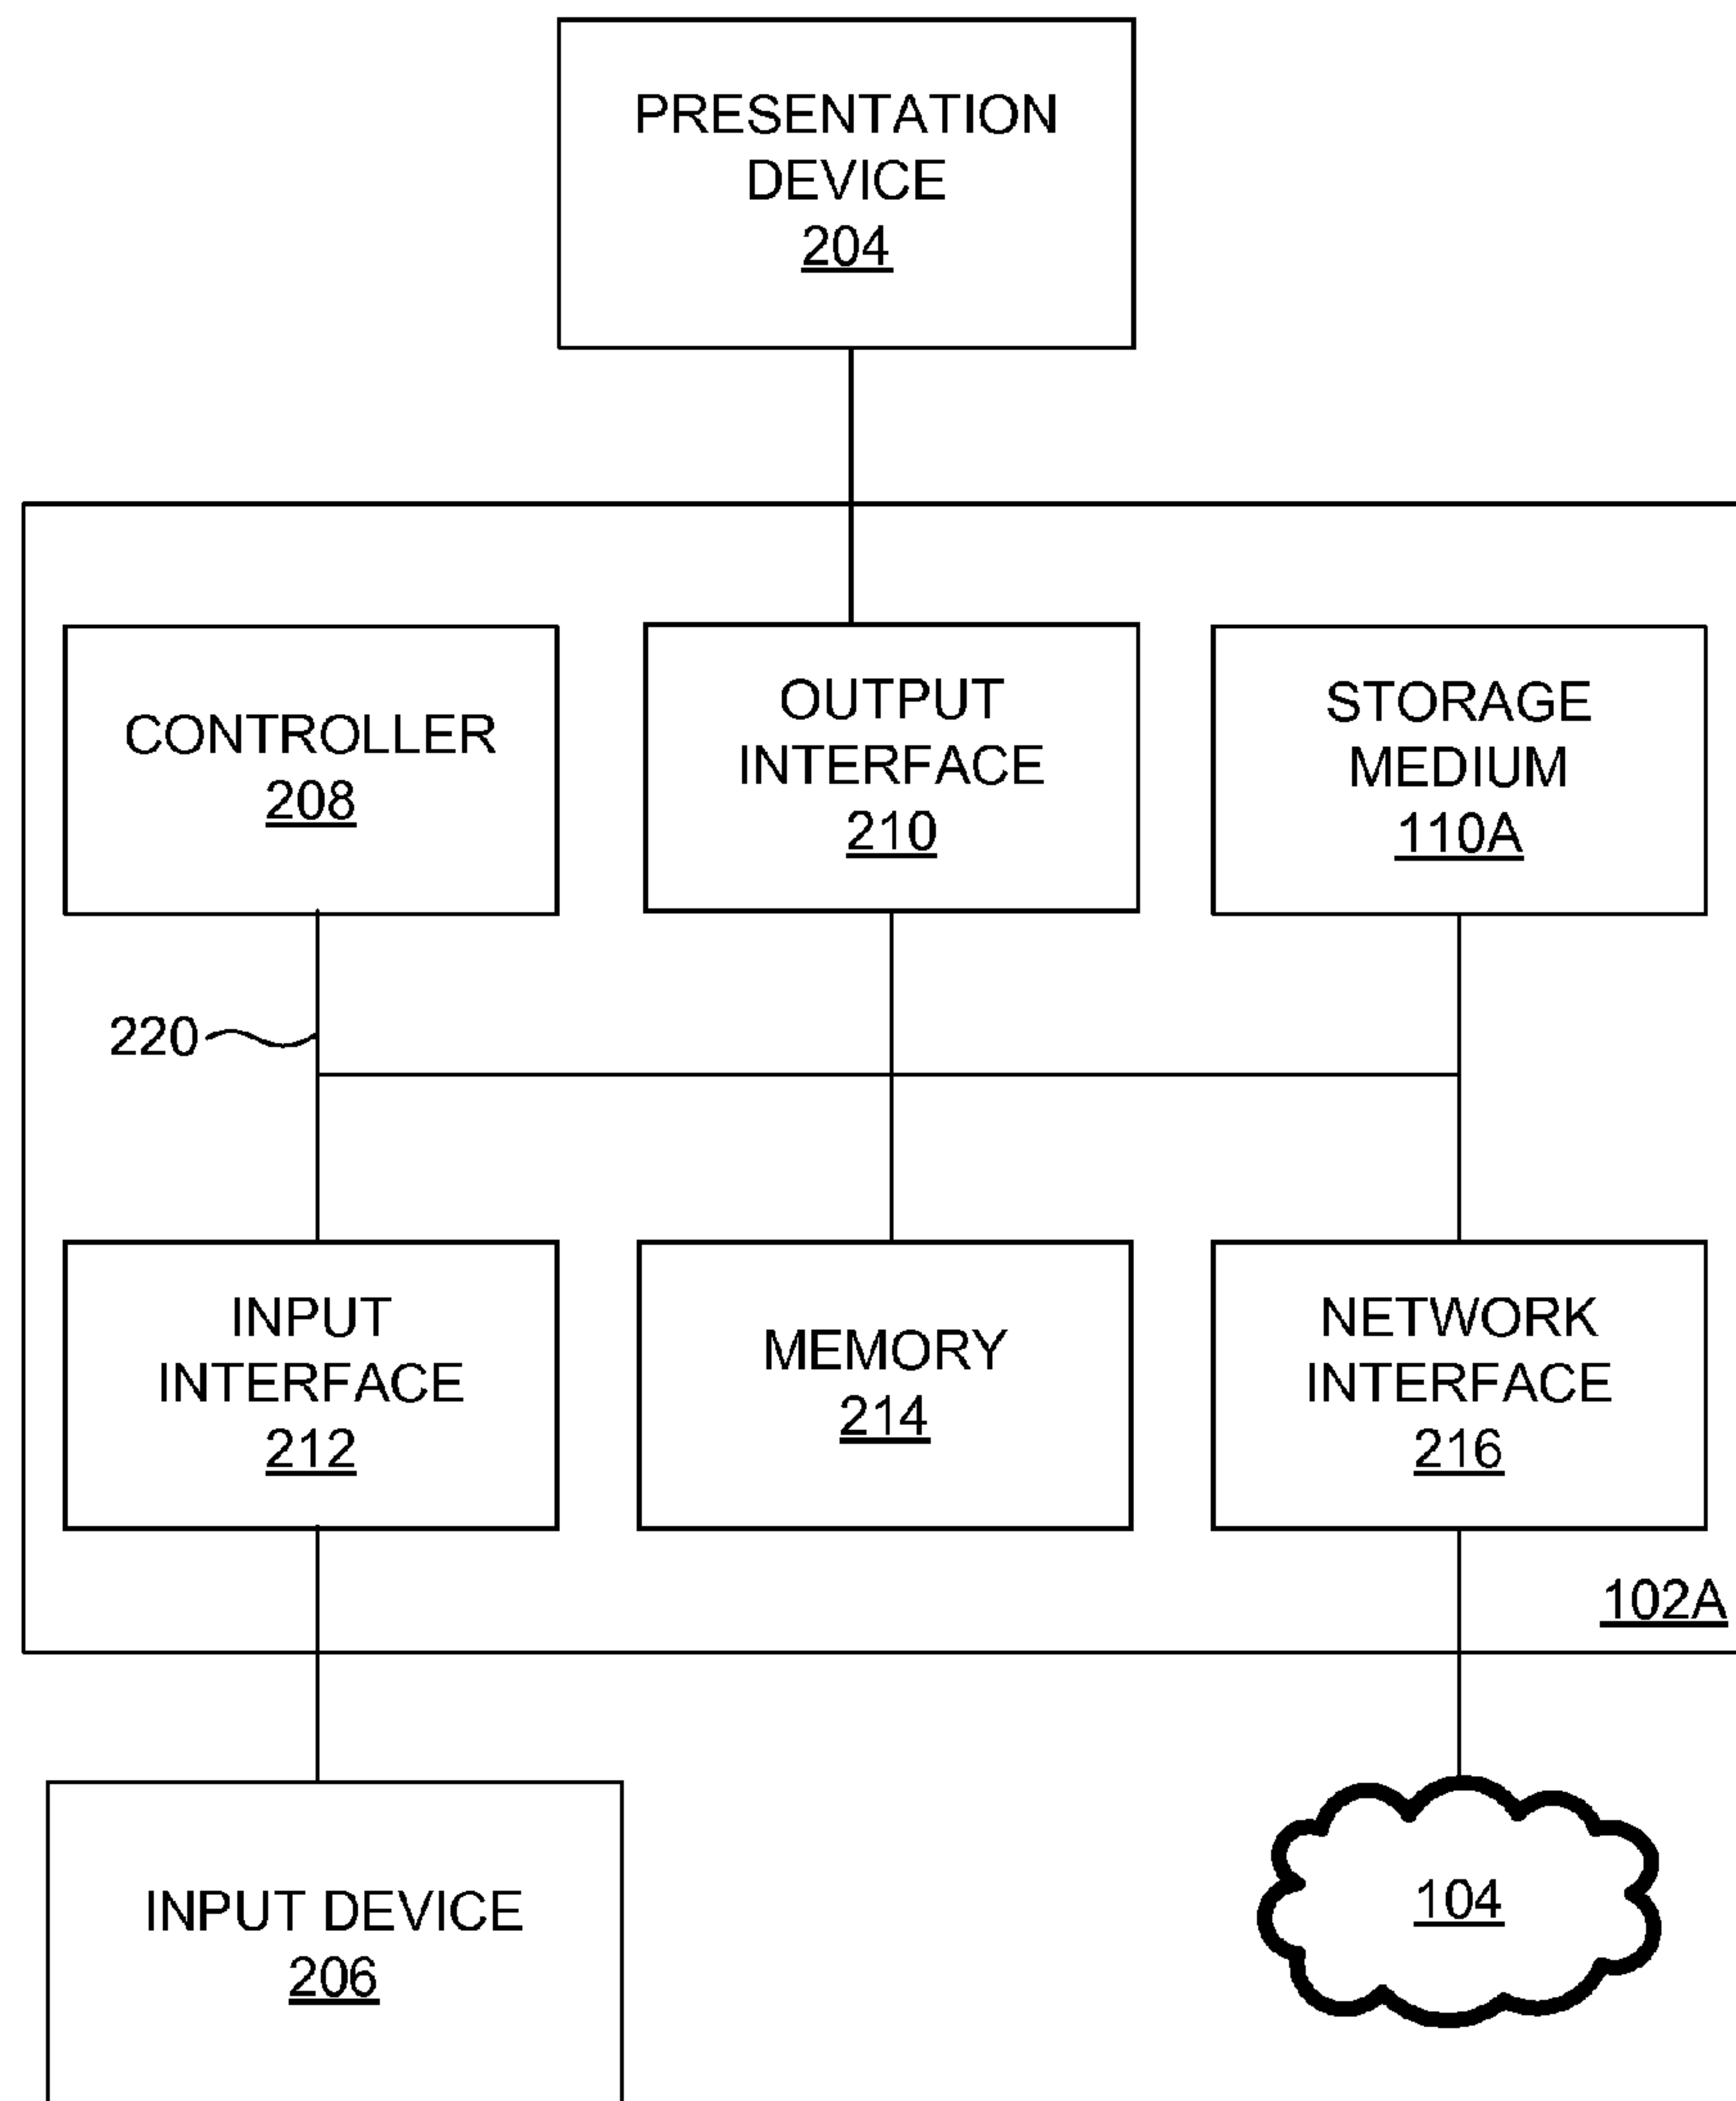 PRESENTATION
DEVICE
204
CONTROLLER
208
OUTPUT
INTERFACE
210
STORAGE
MEDIUM
110A
220
INPUT
INTERFACE
212
MEMORY
214
NETWORK
INTERFACE
216
102A
INPUT DEVICE
206
104